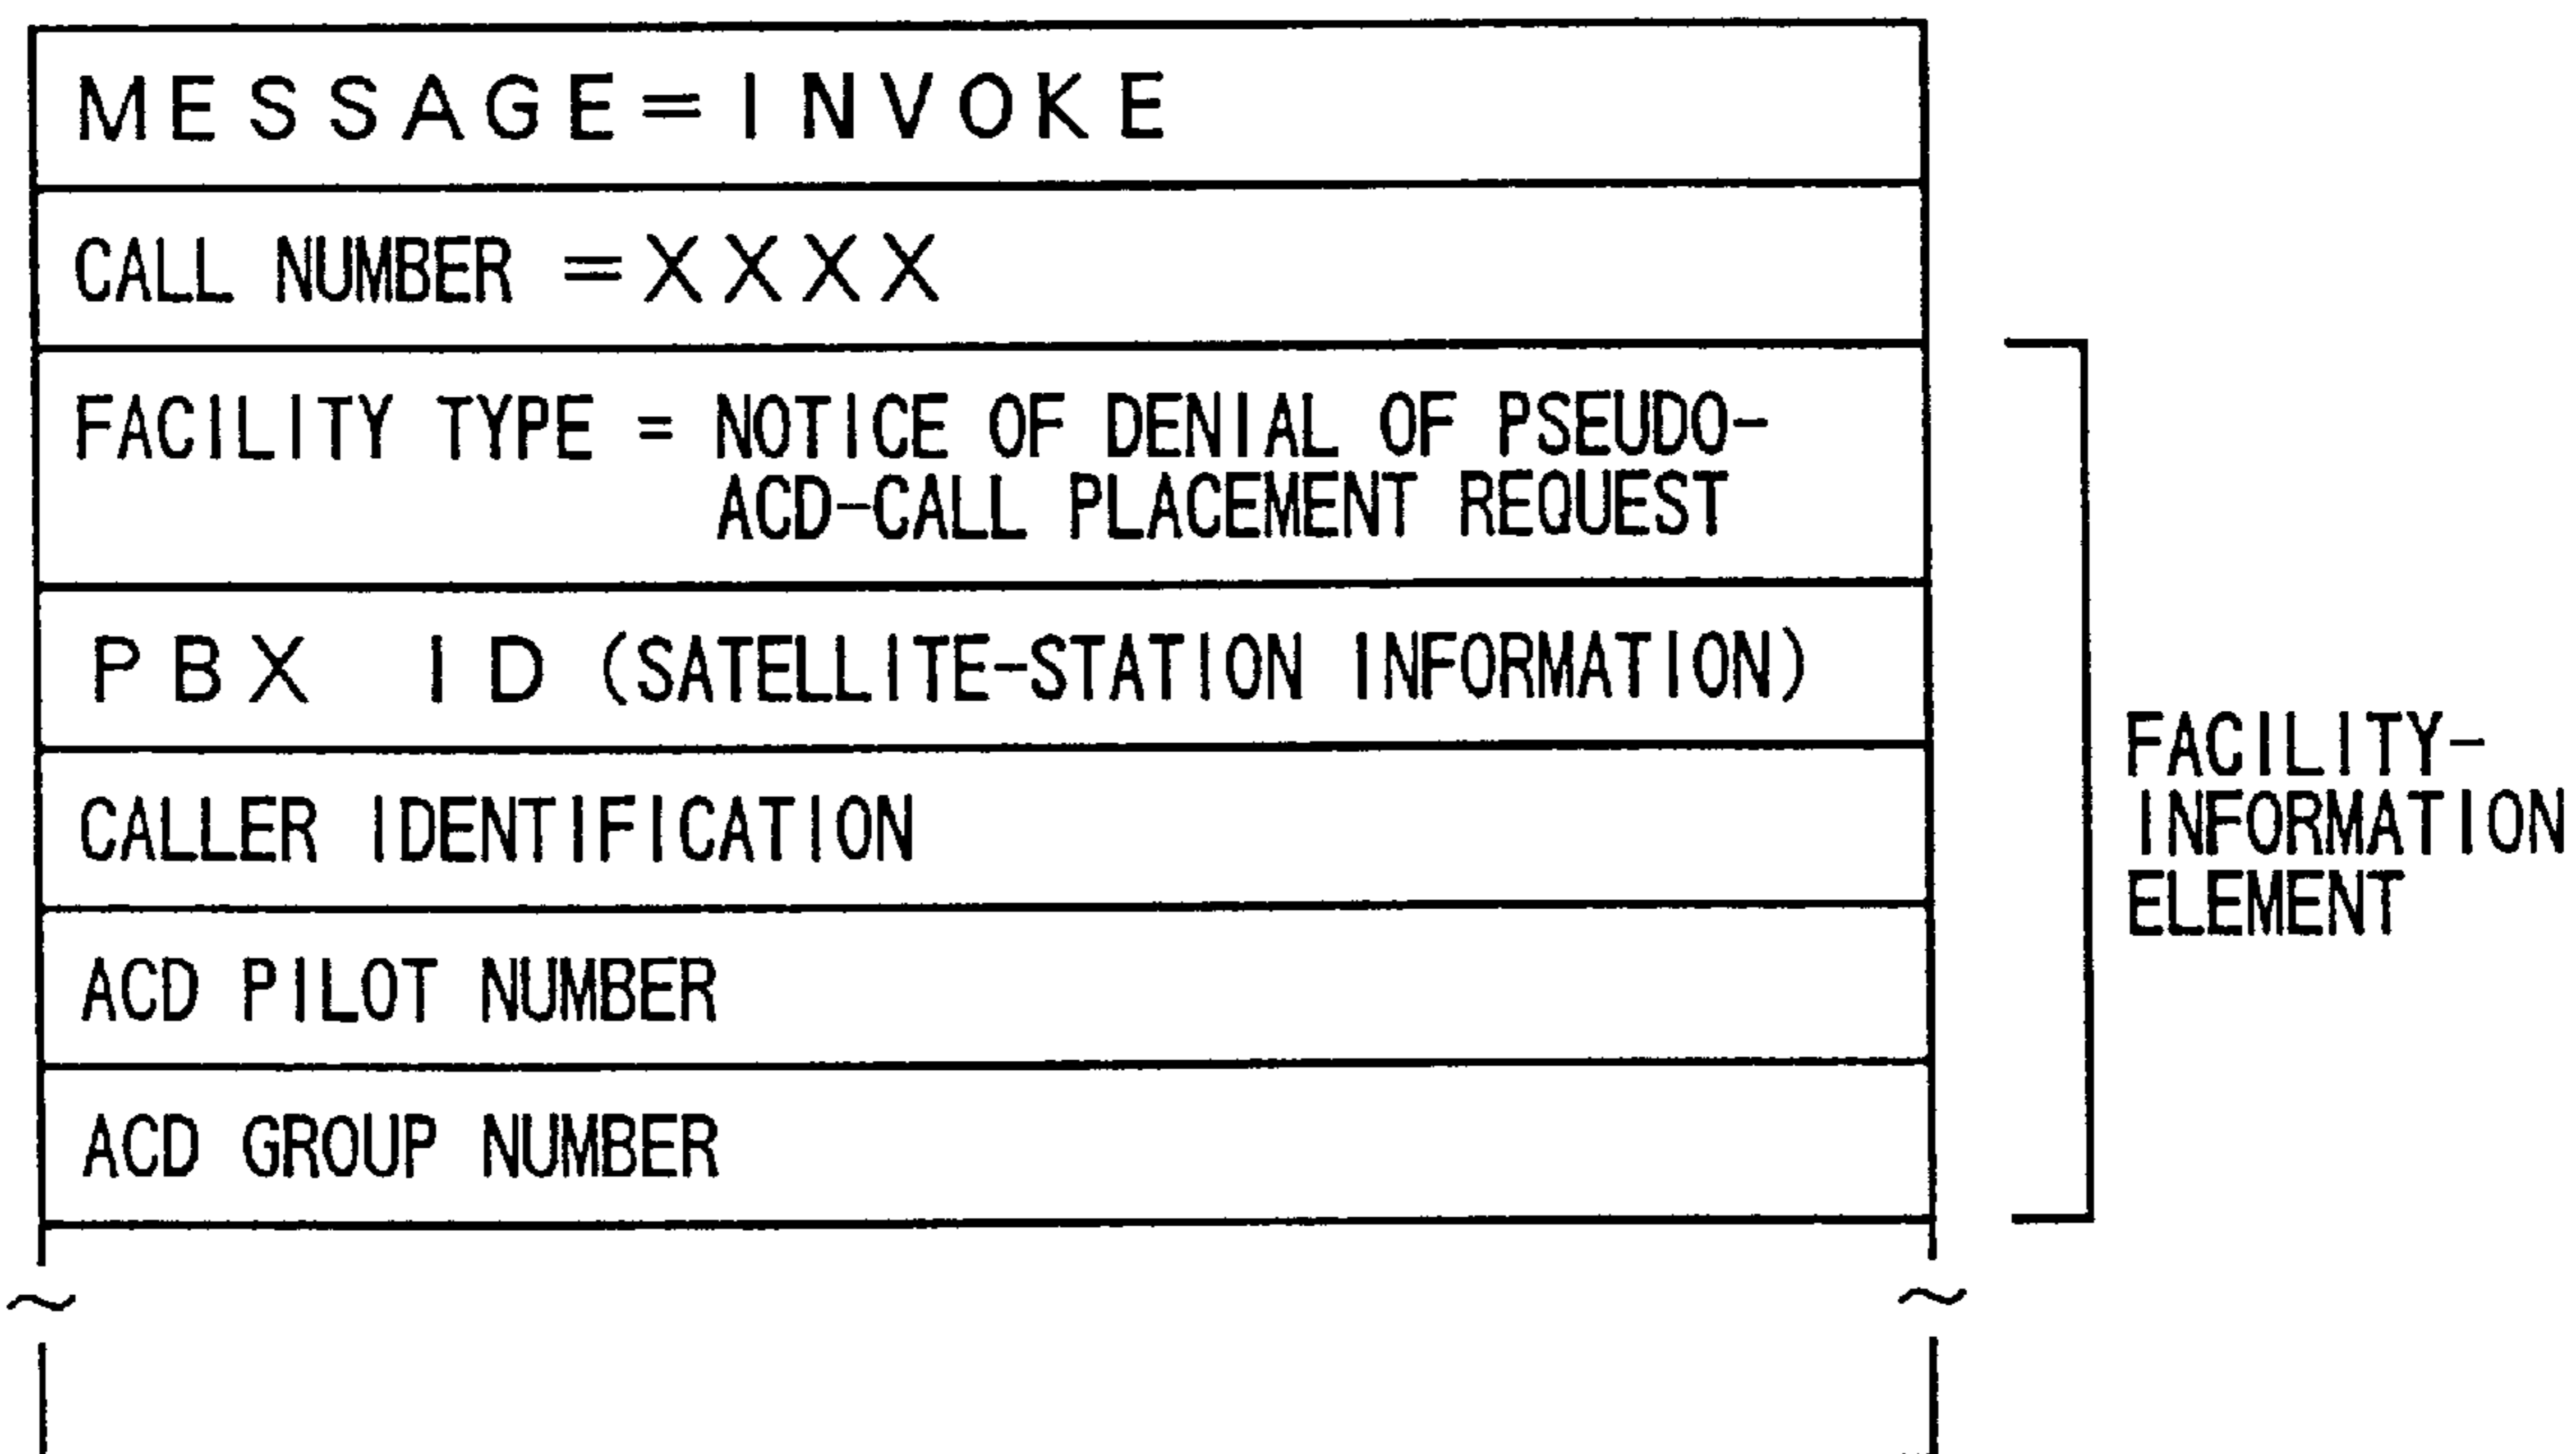 MESSAGE=INVOKE
CALL NUMBER =XXXX
FACILITY TYPE = NOTICE OF DENIAL OF PSEUDO-
ACD-CALL PLACEMENT REQUEST
PBX ID (SATELLITE-STATION INFORMATION)
CALLER IDENTIFICATION
ACD PILOT NUMBER
ACD GROUP NUMBER
FACILITY-
INFORMATION
ELEMENT